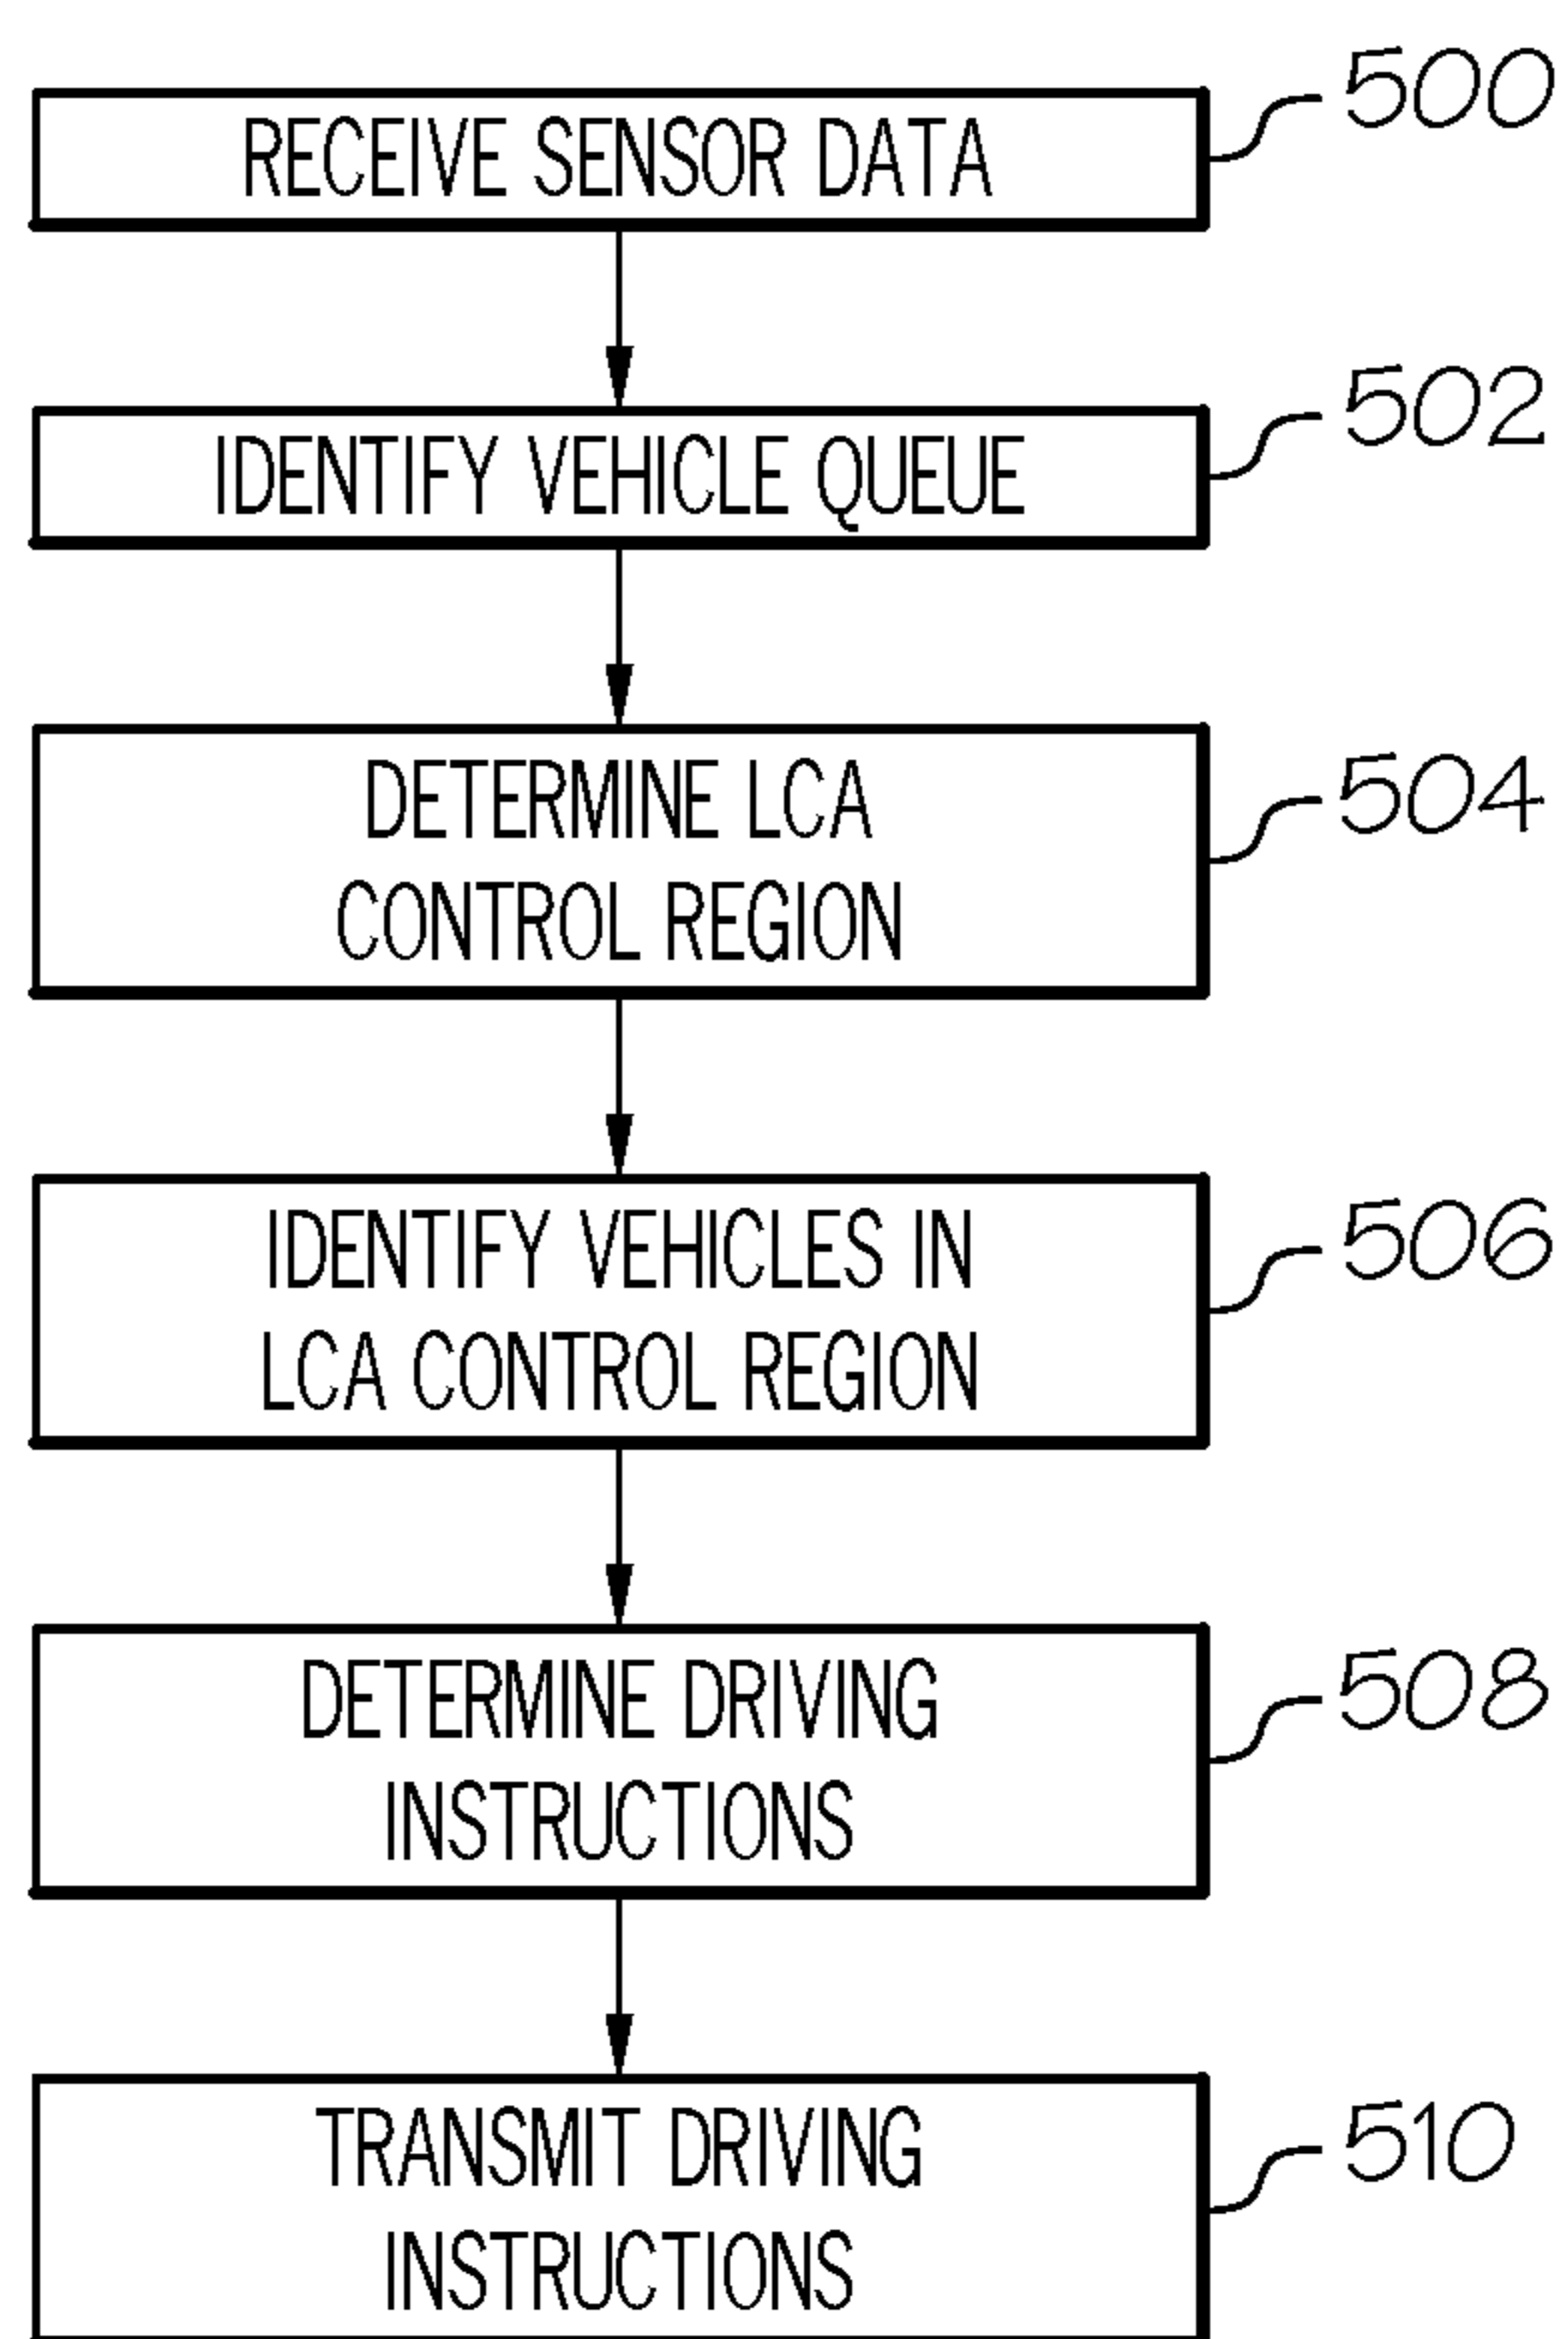 RECEIVE SENSOR DATA
500
IDENTIFY VEHICLE QUEUE
502
DETERMINE LCA
CONTROL REGION
504
IDENTIFY VEHICLES IN
LCA CONTROL REGION
506
DETERMINE DRIVING
INSTRUCTIONS
508
TRANSMIT DRIVING
INSTRUCTIONS
510